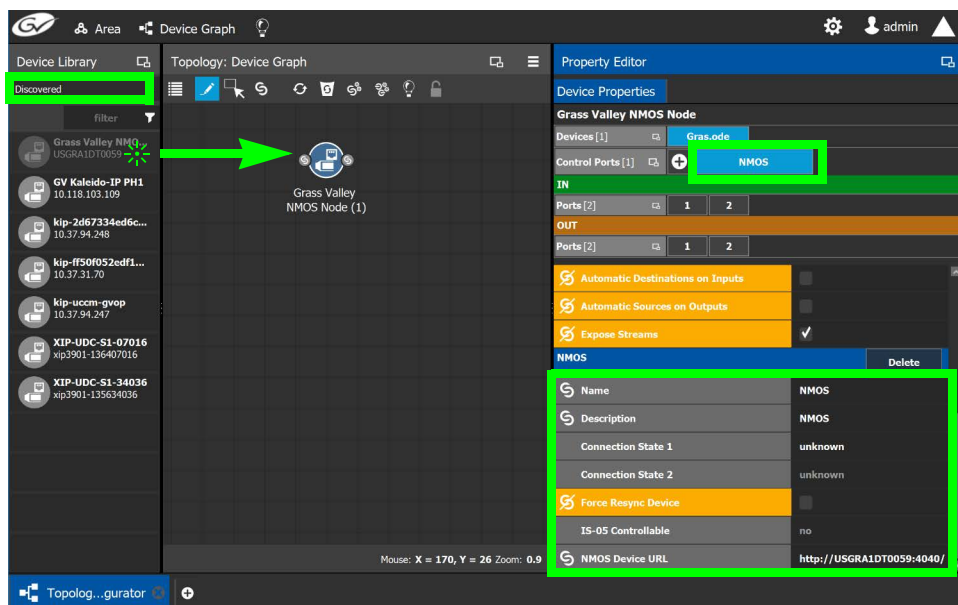 GV
Area
Device Graph
admin
Device Library
Discovered
filter
Grass Valley NMO...
USGRA1DT0059
GV Kaleido-IP PH1
10.118.103.109
kip-2d67334ed6c...
10.37.94.248
kip-ff50f052edf1...
10.37.31.70
kip-uccm-gvop
10.37.94.247
XIP-UDC-S1-07016
xip3901-136407016
XIP-UDC-S1-34036
xip3901-135634036
Topology: Device Graph
Grass Valley
NMOS Node (1)
Mouse: X = 170, Y = 26 Zoom: 0.9
Property Editor
Device Properties
Grass Valley NMOS Node
Devices [1] Gras.ode
Control Ports [1] NMOS
IN
Ports [2] 1 2
OUT
Ports [2] 1 2
Automatic Destinations on Inputs
Automatic Sources on Outputs
Expose Streams
NMOS Delete
Name NMOS
Description NMOS
Connection State 1 unknown
Connection State 2 unknown
Force Resync Device
IS-05 Controllable no
NMOS Device URL http://USGRA1DT0059:4040/
Topolog...gurator